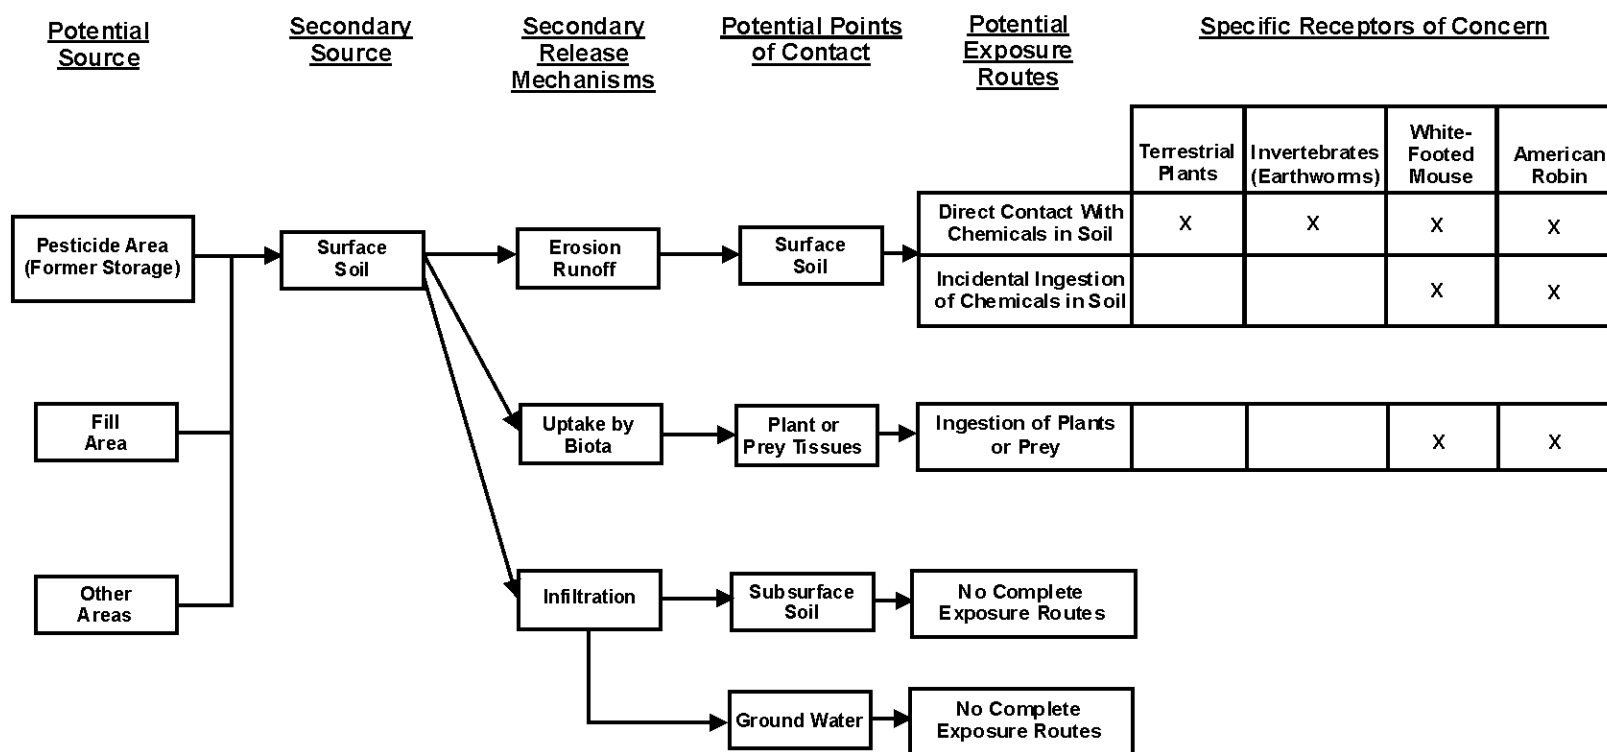 Potential
Source
Secondary
Source
Secondary
Release
Mechanisms
Potential Points
of Contact
Potential
Exposure
Routes
Specific Receptors of Concern
Terrestrial
Plants
Invertebrates
(Earthworms)
White-
Footed
Mouse
American
Robin
Pesticide Area
(Former Storage)
Surface
Soil
Erosion
Runoff
Surface
Soil
Direct Contact With
Chemicals in Soil
X X X X
Incidental Ingestion
of Chemicals in Soil
X X
Fill
Area
Uptake by
Biota
Plant or
Prey Tissues
Ingestion of Plants
or Prey
X X
Other
Areas
Infiltration
Subsurface
Soil
No Complete
Exposure Routes
Ground Water
No Complete
Exposure Routes